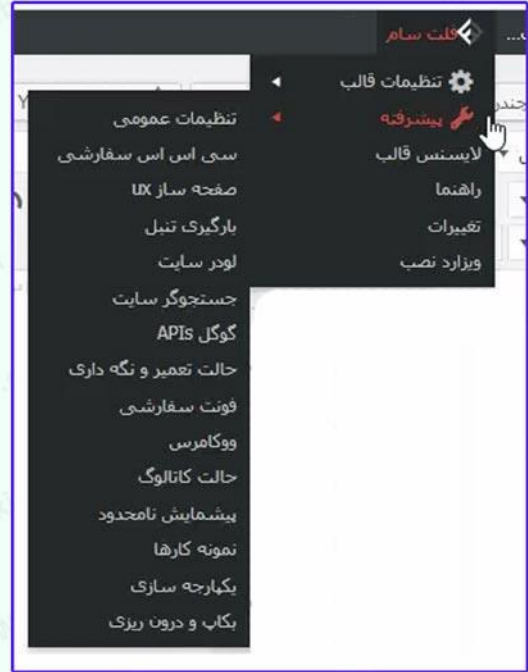 فلت سام
تنظیمات قالب
پیشرفته
لایسنس قالب
راهنما
تغییرات
ویزارد نصب
تنظیمات عمومی
سی اس اس سفارشی
صفحه ساز ux
بارگیری تنبل
لودر سایت
جستجوگر سایت
گوگل APIs
حالت تعمیر و نگه داری
فونت سفارشی
ووکامرس
حالت کاتالوگ
پیشمایش نامحدود
نمونه کارها
یکپارچه سازی
بکاپ و درون ریزی